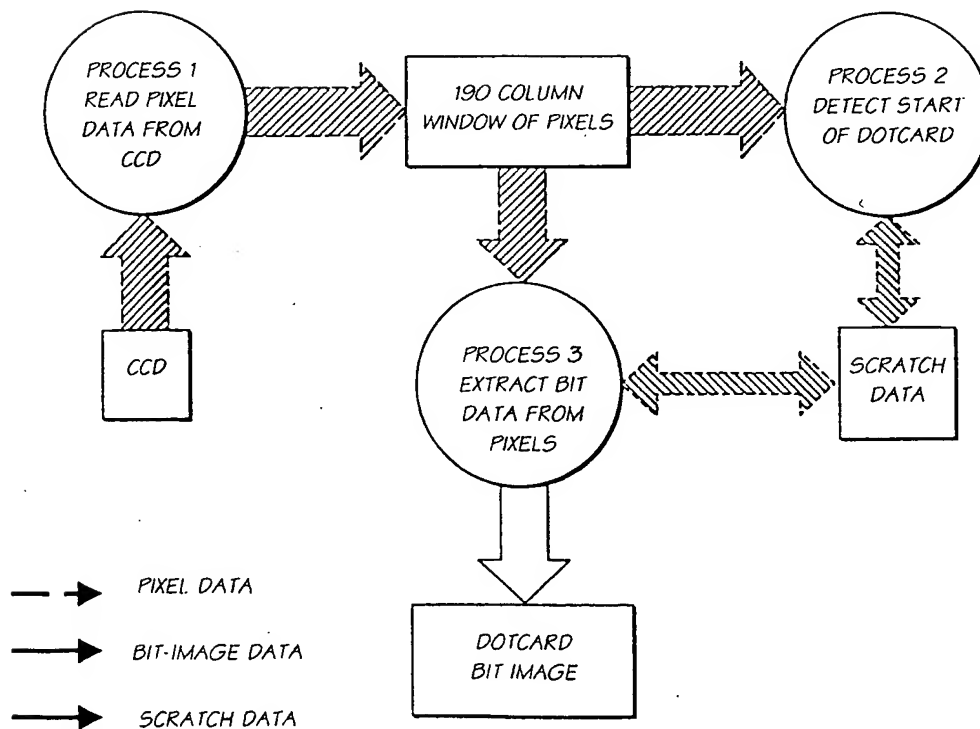 PROCESS 1
READ PIXEL
DATA FROM
CCD
190 COLUMN
WINDOW OF PIXELS
PROCESS 2
DETECT START
OF DOTCARD
CCD
PROCESS 3
EXTRACT BIT
DATA FROM
PIXELS
SCRATCH
DATA
DOTCARD
BIT IMAGE
PIXEL DATA
BIT-IMAGE DATA
SCRATCH DATA